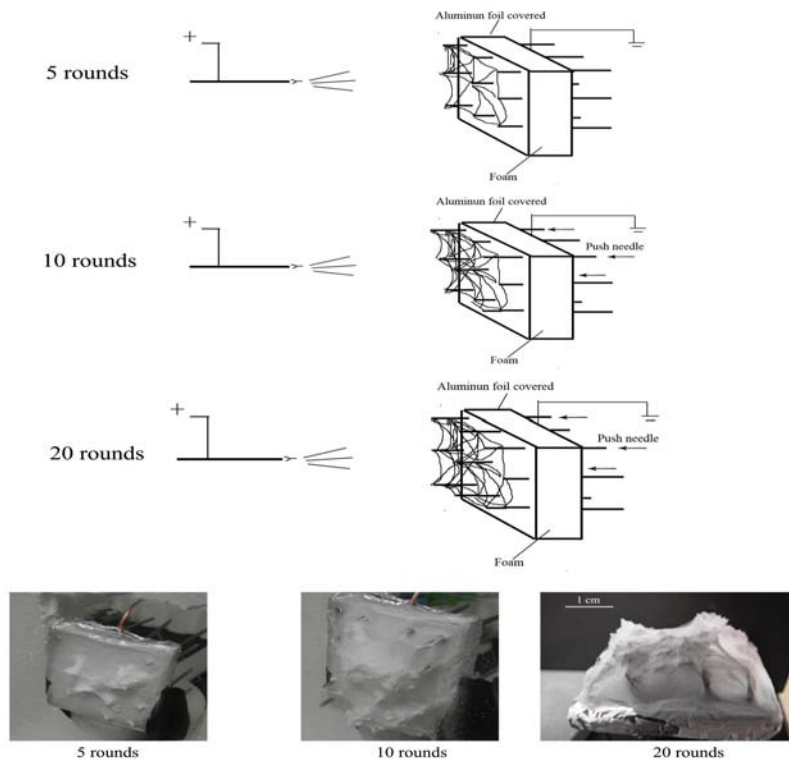 Aluminun foil covered
+
5 rounds
Foam
Aluminun foil covered
+
Push needle
10 rounds
Foam
Aluminun foil covered
+
Push needle
20 rounds
Foam
1 cm
5 rounds
10 rounds
20 rounds